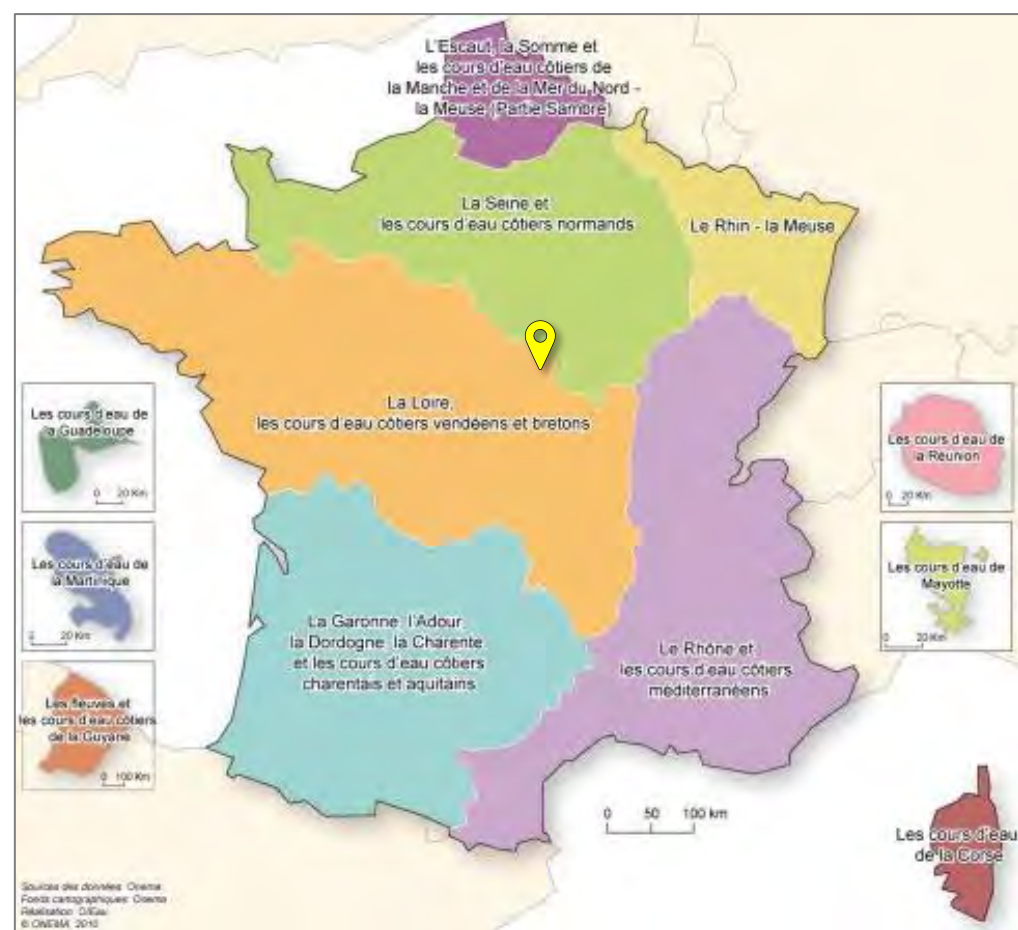 L'Escaut, la Somme et
les cours d'eau côtiers de
la Manche et de la Mer du Nord -
la Meuse (Partie Sambre)
La Seine et
les cours d'eau côtiers normands
Le Rhin - la Meuse
La Loire,
les cours d'eau côtiers vendéens et bretons
Les cours d'eau de
la Guadeloupe
0 20 Km
Les cours d'eau de
la Réunion
0 20 Km
Les cours d'eau de
la Martinique
0 20 Km
Les cours d'eau de
Mayotte
0 20 Km
La Garonne, l'Adour,
la Dordogne, la Charente
et les cours d'eau côtiers
charentais et aquitains
Le Rhône et
les cours d'eau côtiers
méditerranéens
Les fleuves et
les cours d'eau côtiers
de la Guyane
0 100 Km
0 50 100 km
Les cours d'eau
de la Corse
Sources des données: Onema
Fonds cartographiques: Onema
Réalisation: OIEau
© ONEMA, 2010